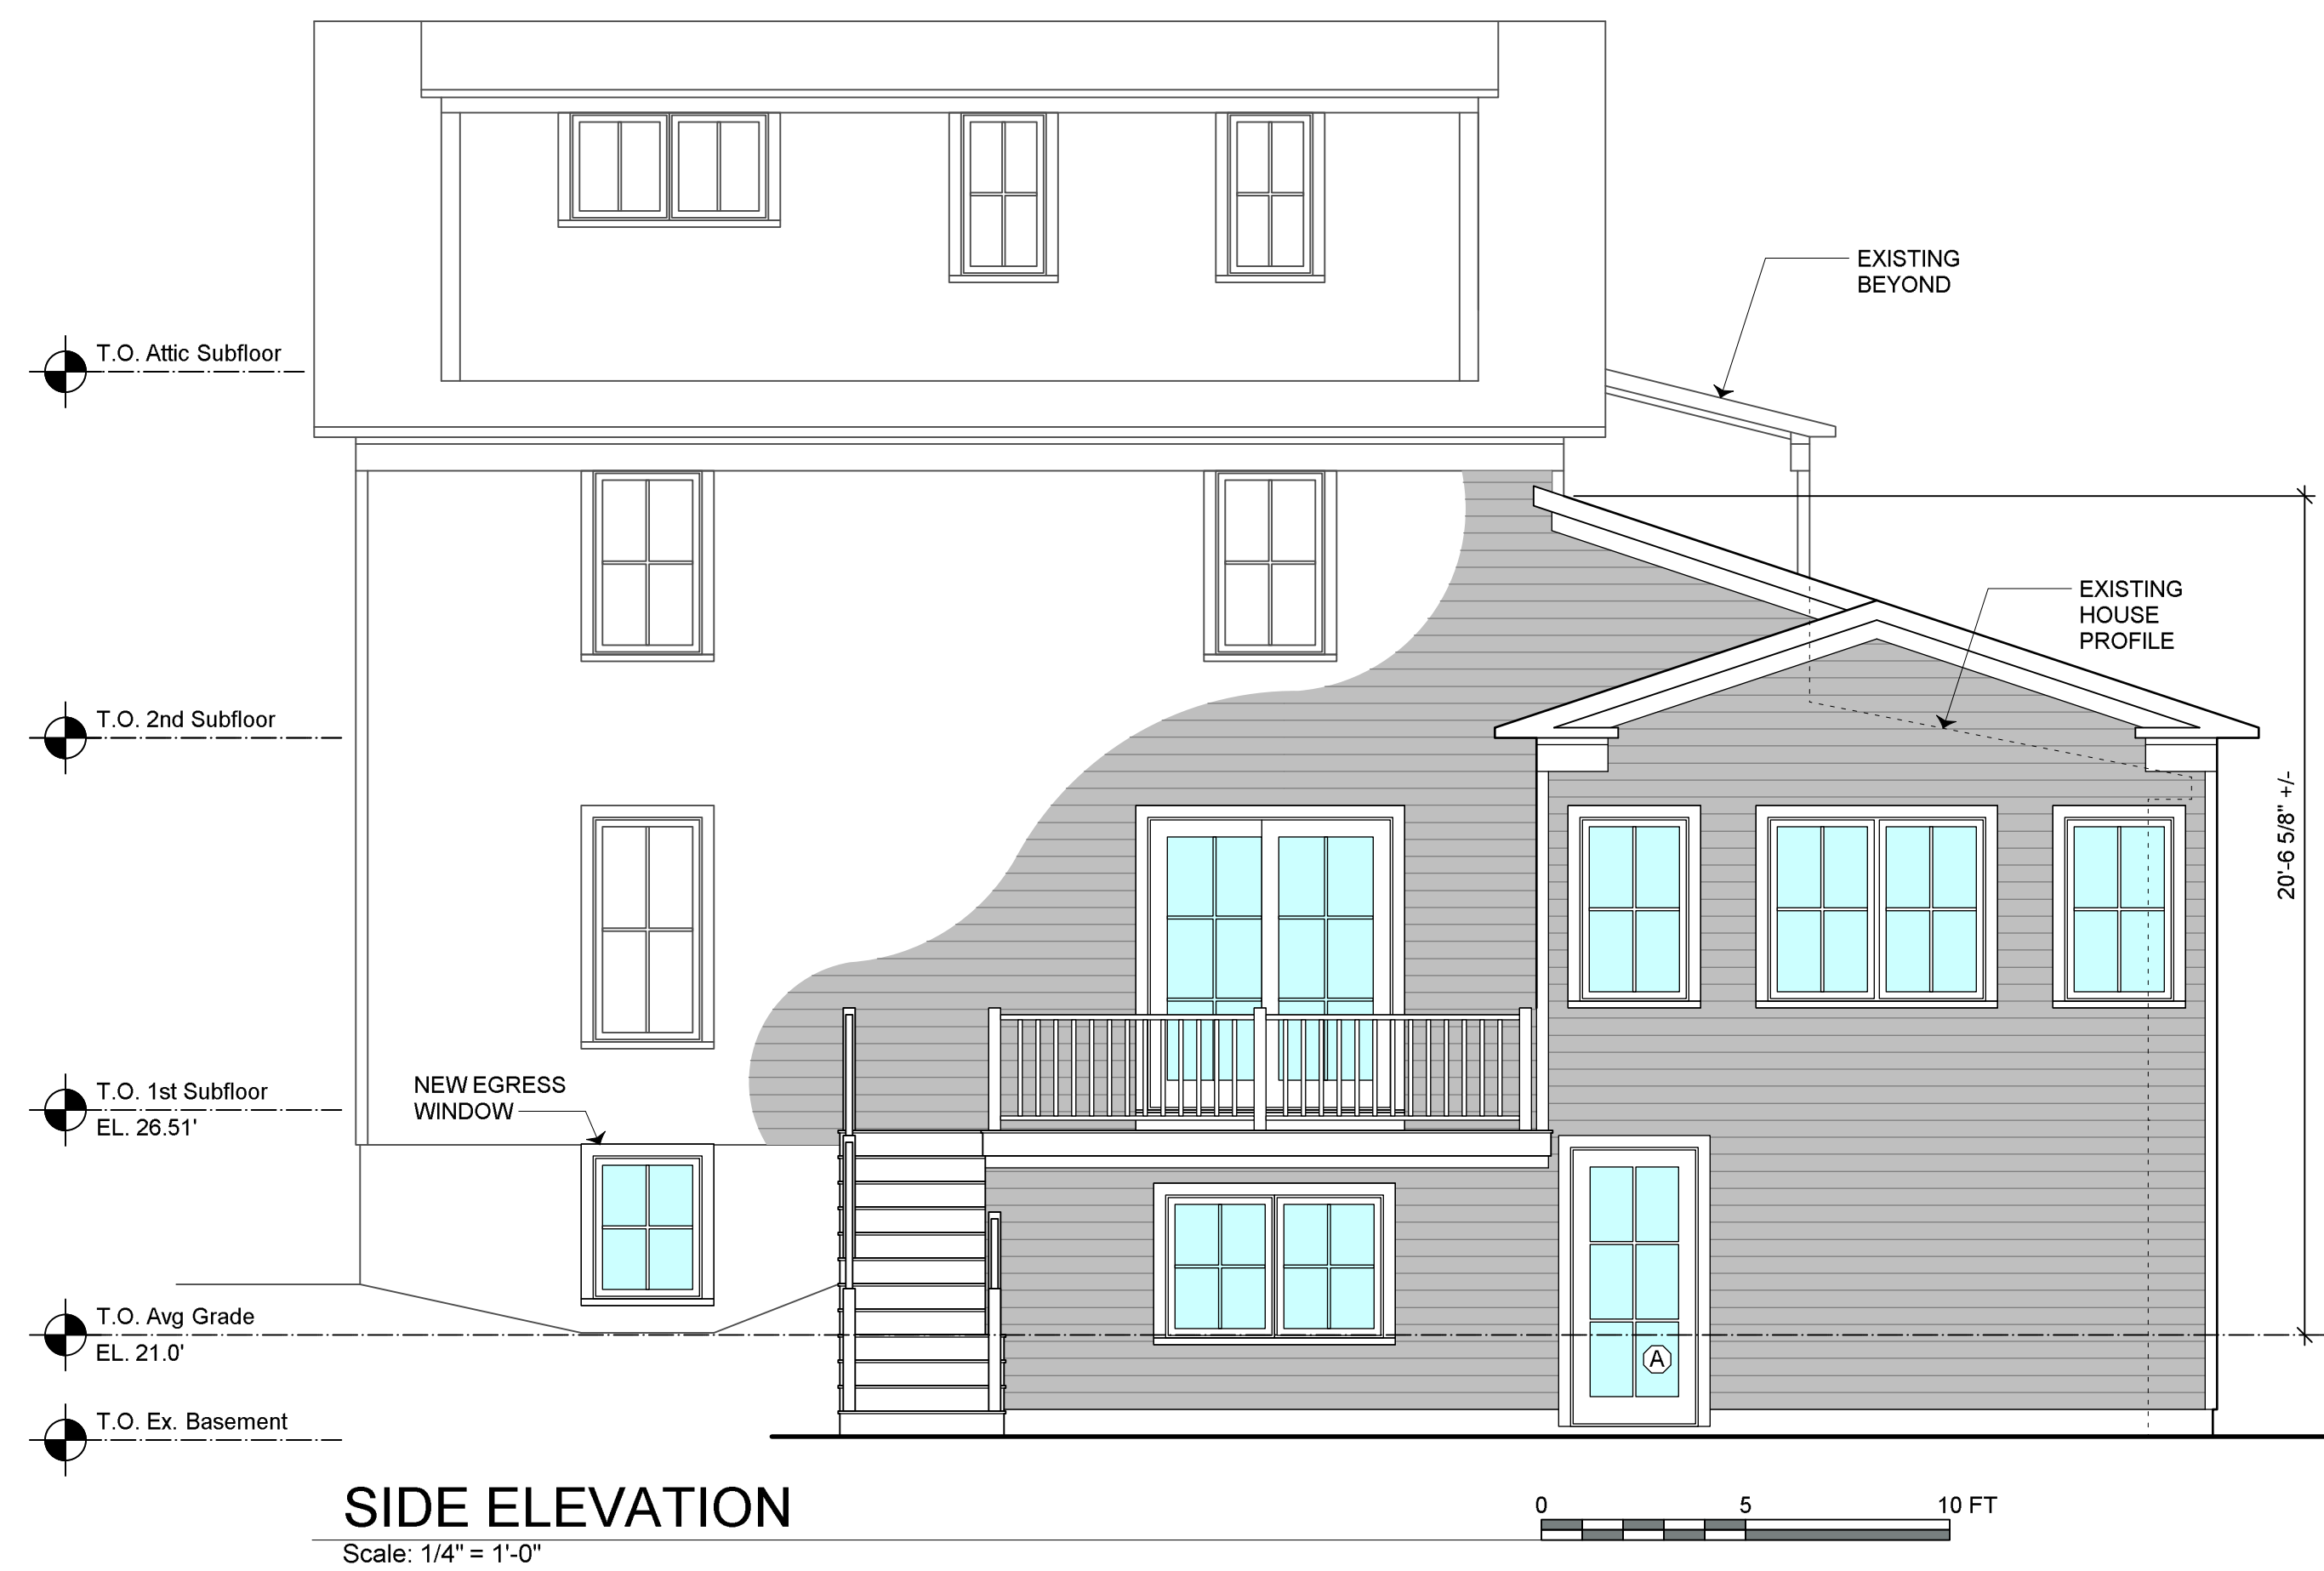 EXISTING
BEYOND
T.O. Attic Subfloor
EXISTING
HOUSE
PROFILE
T.O. 2nd Subfloor
20'-6 5/8" +/-
T.O. 1st Subfloor
EL. 26.51'
NEW EGRESS
WINDOW
T.O. Avg Grade
EL. 21.0'
A
T.O. Ex. Basement
SIDE ELEVATION
Scale: 1/4" = 1'-0"
0 5 10 FT